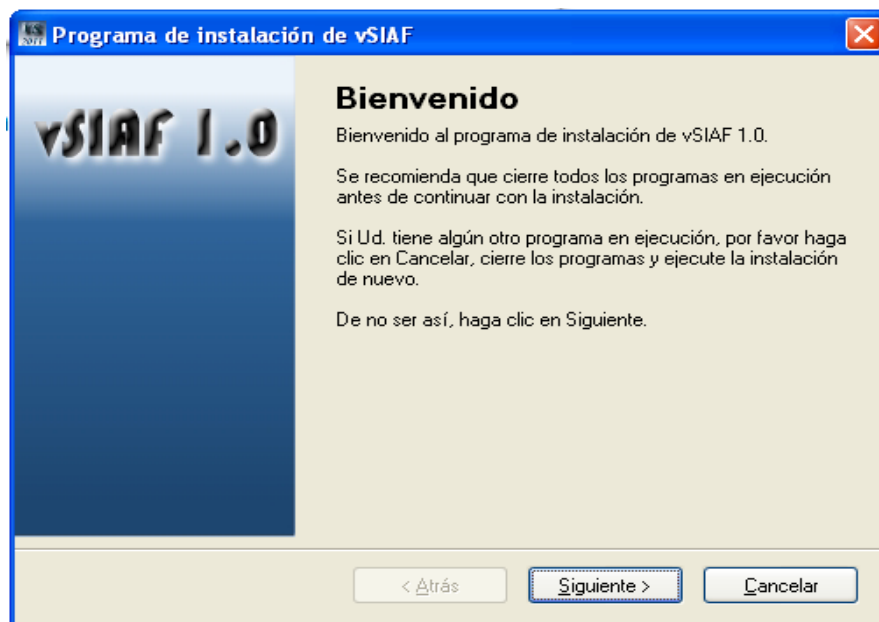 Programa de instalación de vSIAF
vSIAF 1.0
Bienvenido
Bienvenido al programa de instalación de vSIAF 1.0.
Se recomienda que cierre todos los programas en ejecución
antes de continuar con la instalación.
Si Ud. tiene algún otro programa en ejecución, por favor haga
clic en Cancelar, cierre los programas y ejecute la instalación
de nuevo.
De no ser así, haga clic en Siguiente.
< Atrás
Siguiente >
Cancelar